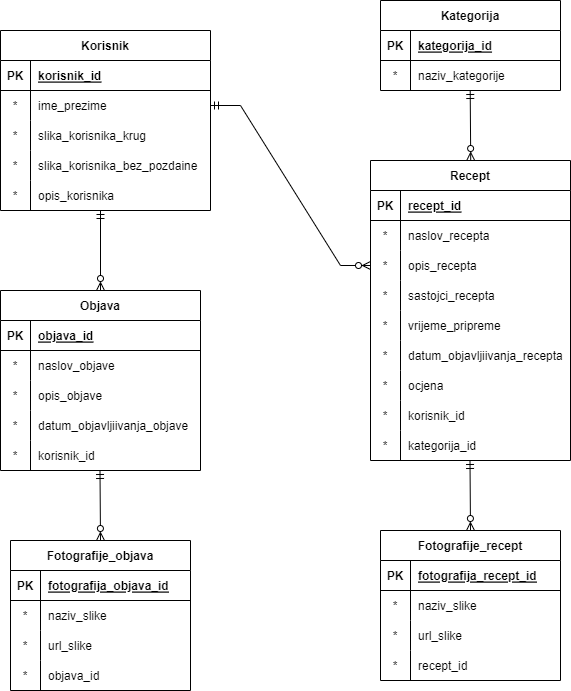 Korisnik
PK korisnik_id
* ime_prezime
* slika_korisnika_krug
* slika_korisnika_bez_pozdaine
* opis_korisnika
Kategorija
PK kategorija_id
* naziv_kategorije
Recept
PK recept_id
* naslov_recepta
* opis_recepta
* sastojci_recepta
* vrijeme_pripreme
* datum_objavljiivanja_recepta
* ocjena
* korisnik_id
* kategorija_id
Objava
PK objava_id
* naslov_objave
* opis_objave
* datum_objavljiivanja_objave
* korisnik_id
Fotografije_objava
PK fotografija_objava_id
* naziv_slike
* url_slike
* objava_id
Fotografije_recept
PK fotografija_recept_id
* naziv_slike
* url_slike
* recept_id